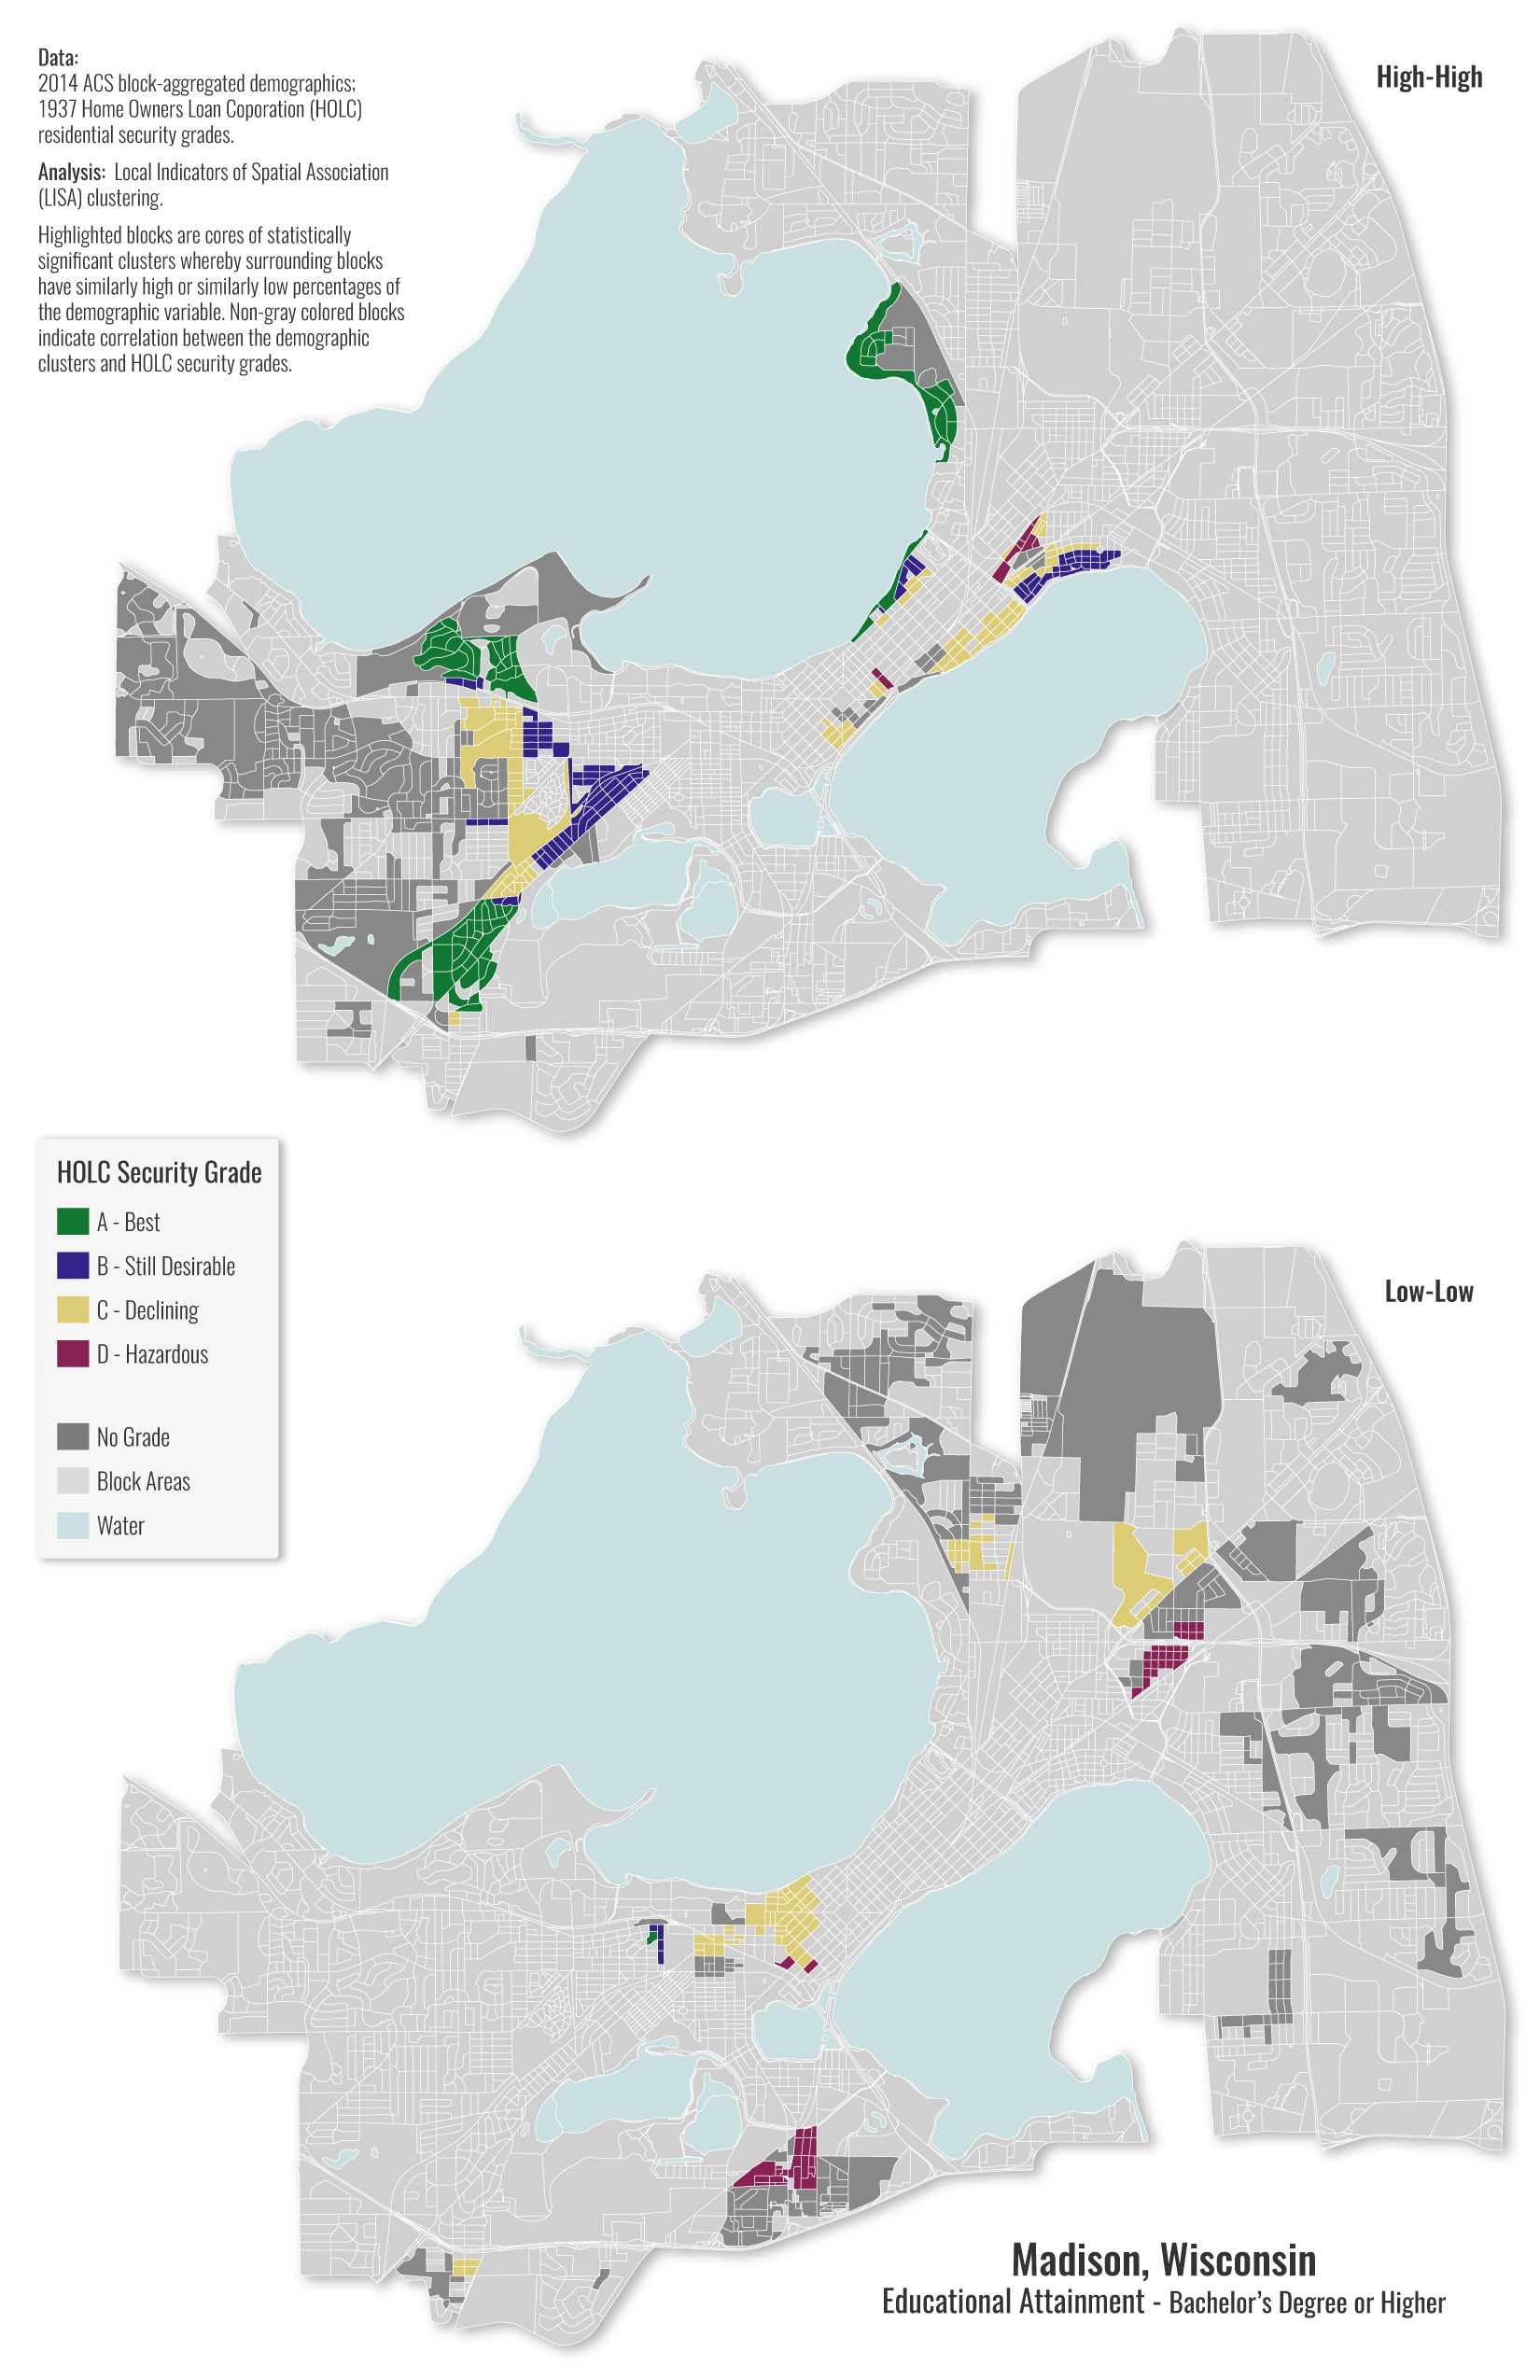 Data:
2014 ACS block-aggregated demographics;
1937 Home Owners Loan Coporation (HOLC)
residential security grades.
Analysis: Local Indicators of Spatial Association
(LISA) clustering.
Highlighted blocks are cores of statistically
significant clusters whereby surrounding blocks
have similarly high or similarly low percentages of
the demographic variable. Non-gray colored blocks
indicate correlation between the demographic
clusters and HOLC security grades.
High-High
HOLC Security Grade
A - Best
B - Still Desirable
C - Declining
D - Hazardous
No Grade
Block Areas
Water
Low-Low
Madison, Wisconsin
Educational Attainment - Bachelor’s Degree or Higher